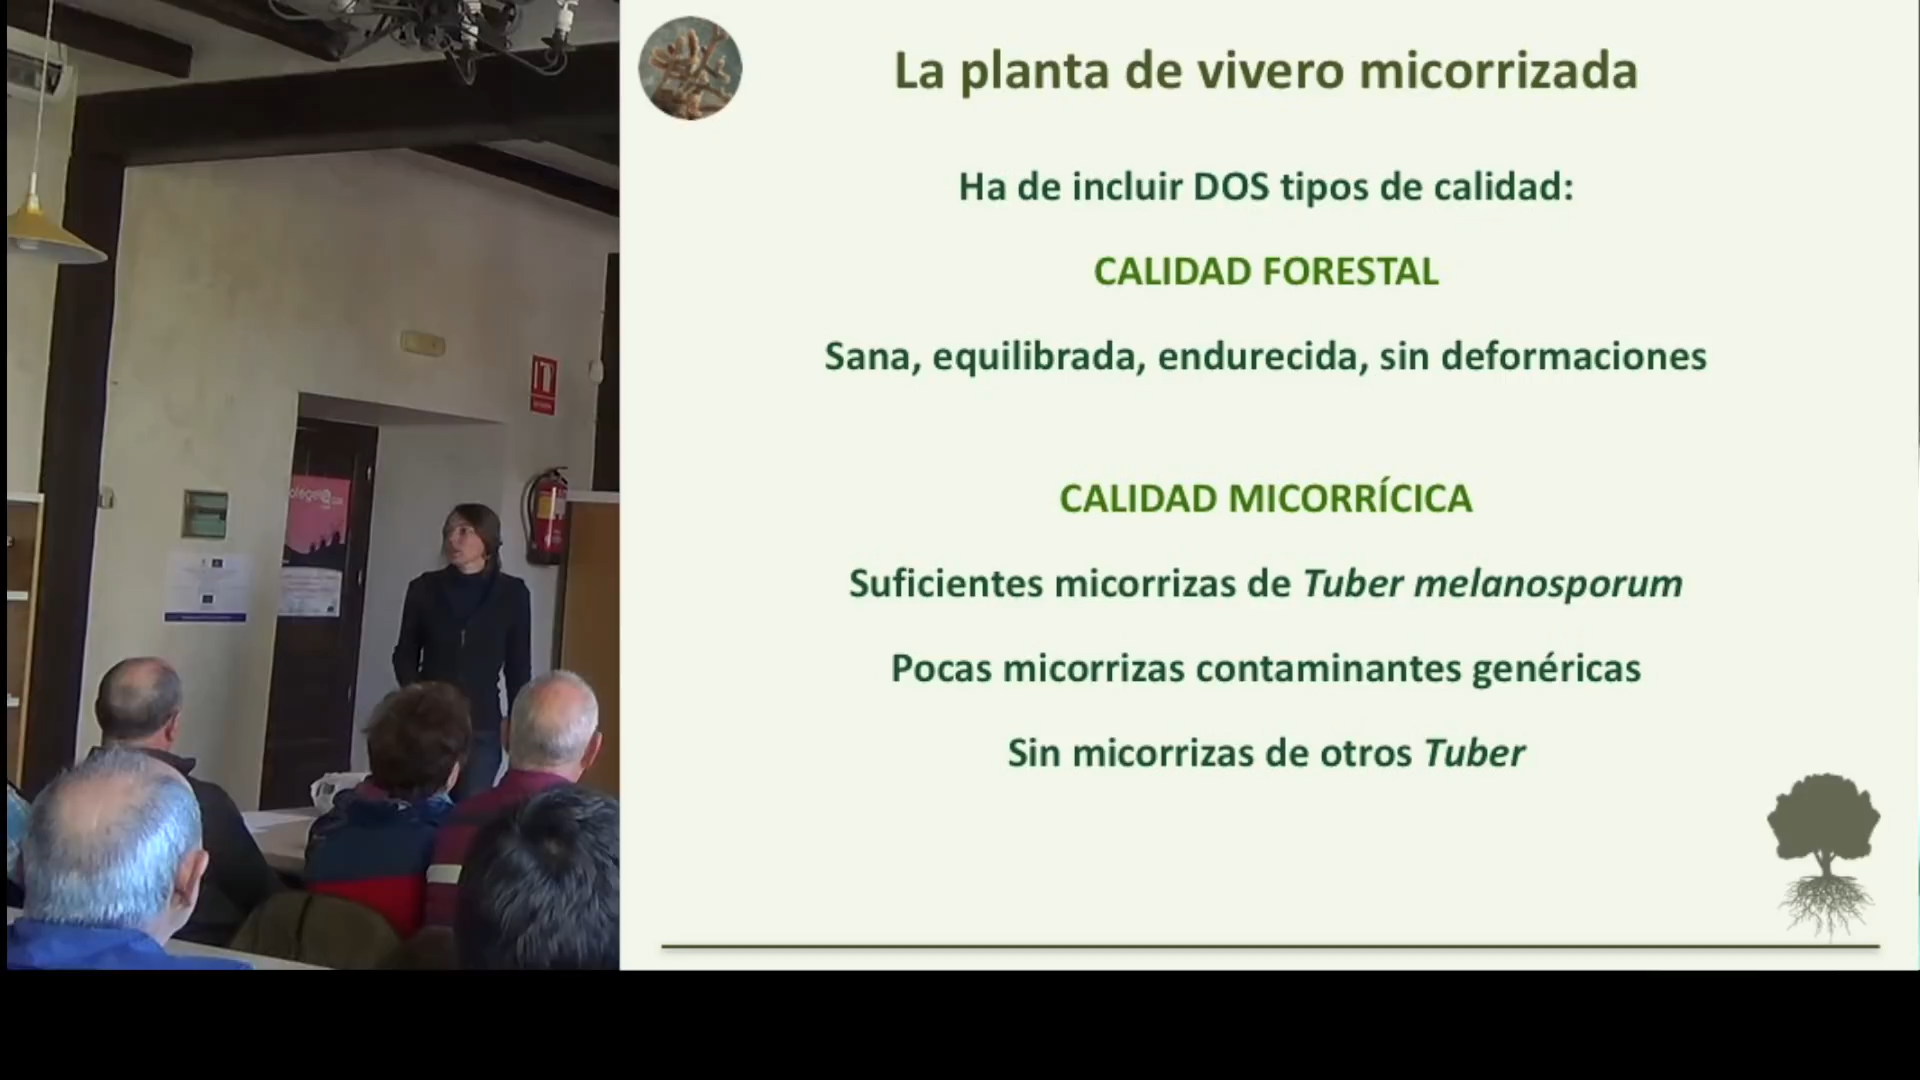 La planta de vivero micorrizada
Ha de incluir DOS tipos de calidad:
CALIDAD FORESTAL
Sana, equilibrada, endurecida, sin deformaciones
CALIDAD MICORRÍCICA
Suficientes micorrizas de Tuber melanosporum
Pocas micorrizas contaminantes genéricas
Sin micorrizas de otros Tuber